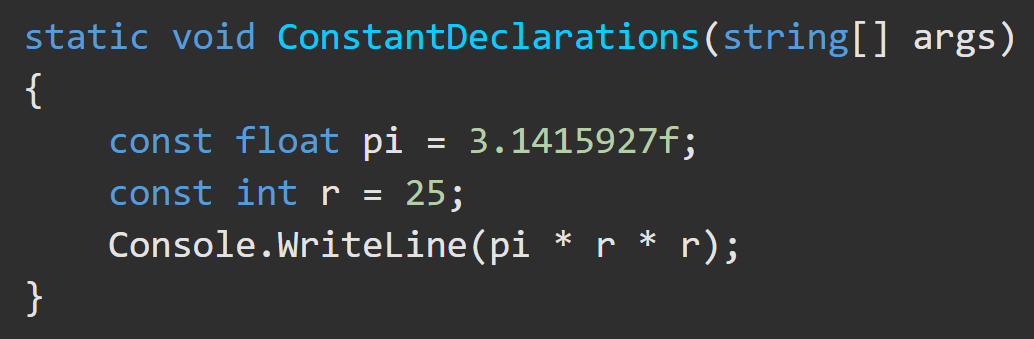 static void ConstantDeclarations(string[] args)
{
    const float pi = 3.1415927f;
    const int r = 25;
    Console.WriteLine(pi * r * r);
}